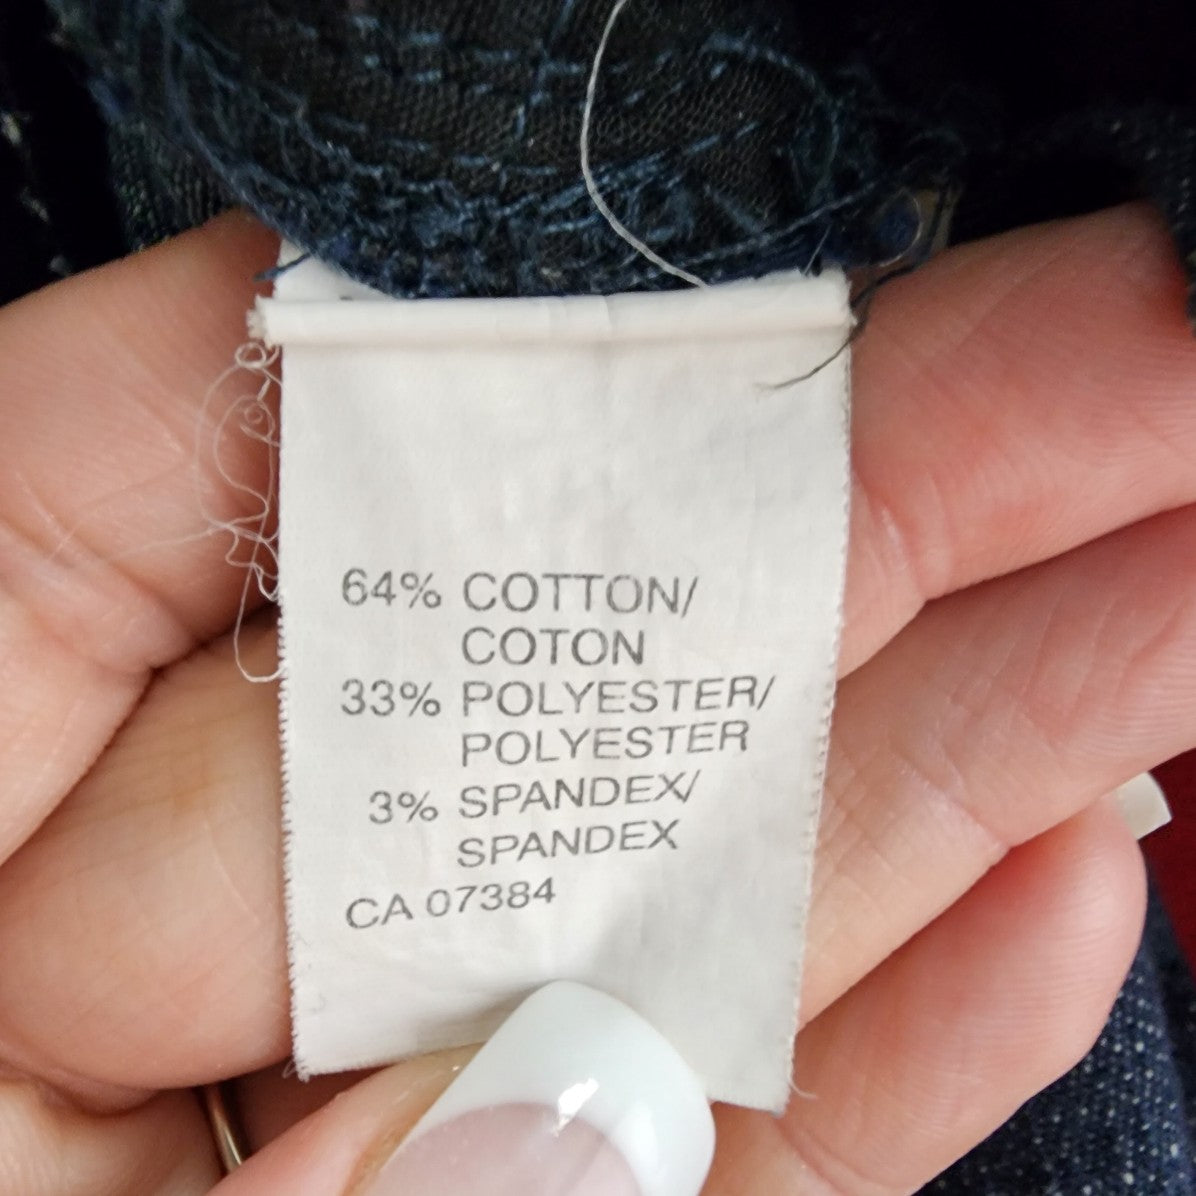 64% COTTON/
COTON
33% POLYESTER/
POLYESTER
3% SPANDEX/
SPANDEX
CA 07384